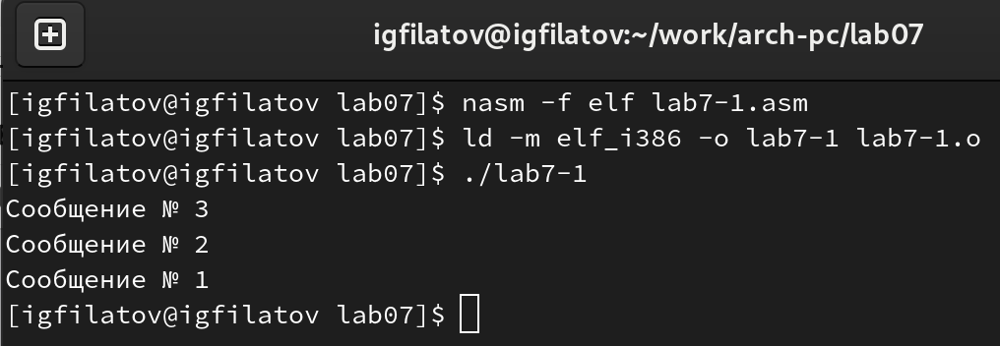 igfilatov@igfilatov:~/work/arch-pc/lab07
[igfilatov@igfilatov lab07]$ nasm -f elf lab7-1.asm
[igfilatov@igfilatov lab07]$ ld -m elf_i386 -o lab7-1 lab7-1.o
[igfilatov@igfilatov lab07]$ ./lab7-1
Сообщение № 3
Сообщение № 2
Сообщение № 1
[igfilatov@igfilatov lab07]$